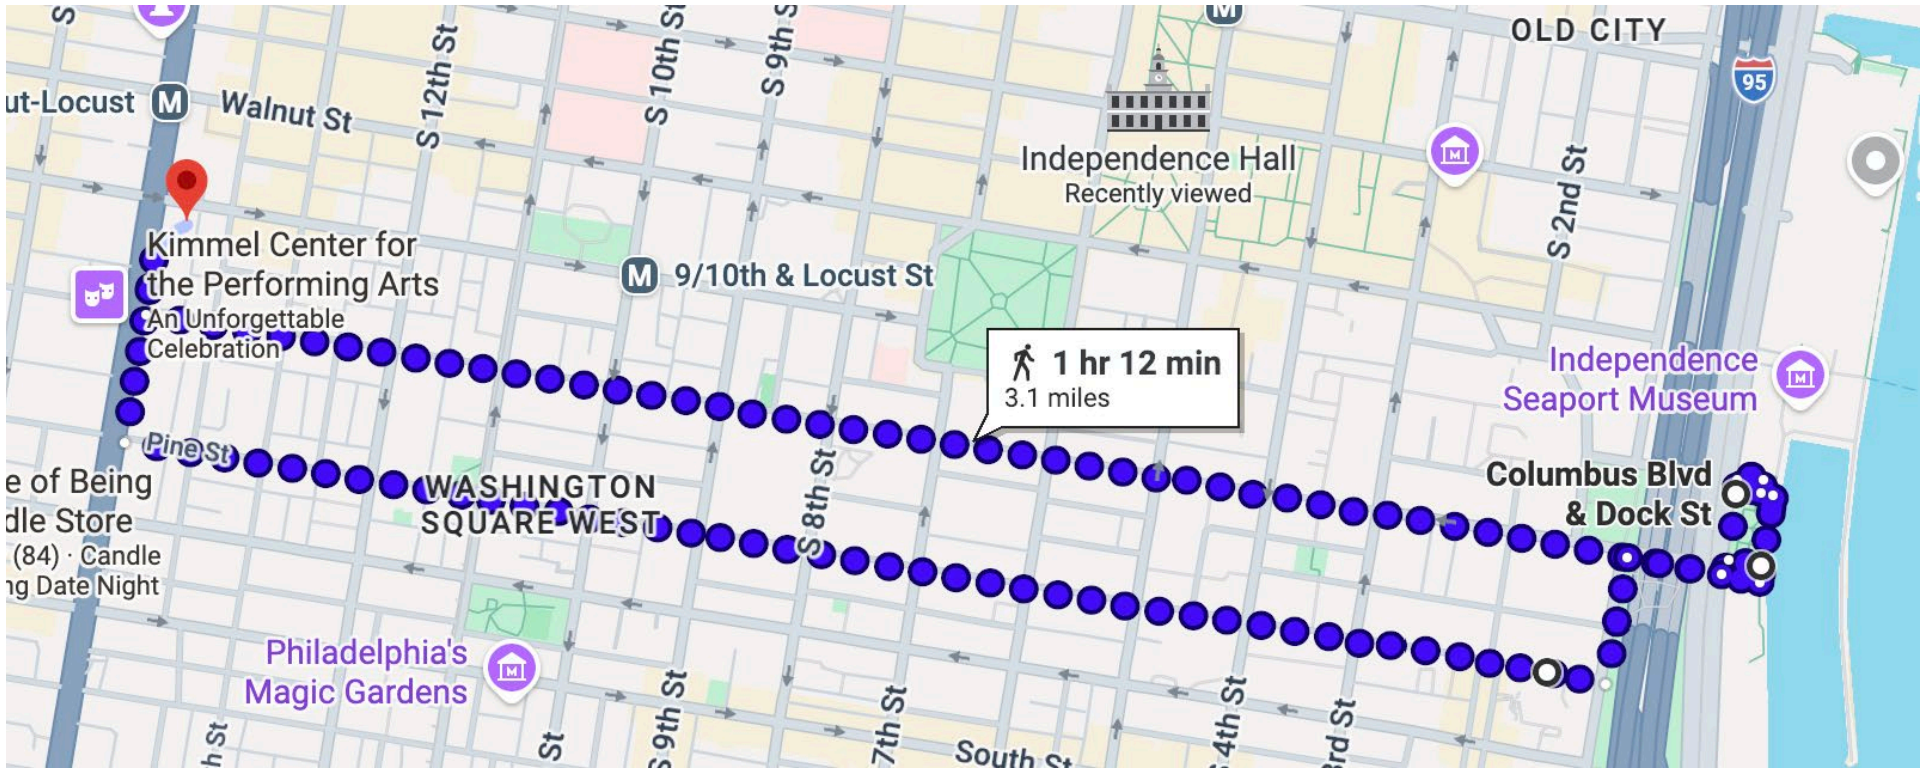 S
OLD CITY
S 12th St
S 10th St
S 9th S
M
95
ut-Locust
M
Walnut St
Independence Hall
Recently viewed
S 2nd St
Kimmel Center for
the Performing Arts
An Unforgettable
Celebration
M
9/10th & Locust St
1 hr 12 min
3.1 miles
Independence
Seaport Museum
Pine St
Columbus Blvd
& Dock St
e of Being
dle Store
(84) · Candle
ng Date Night
WASHINGTON
SQUARE WEST
S 8th St
Philadelphia's
Magic Gardens
h St
St
S 9th St
7th St
South St
S 4th St
3rd St